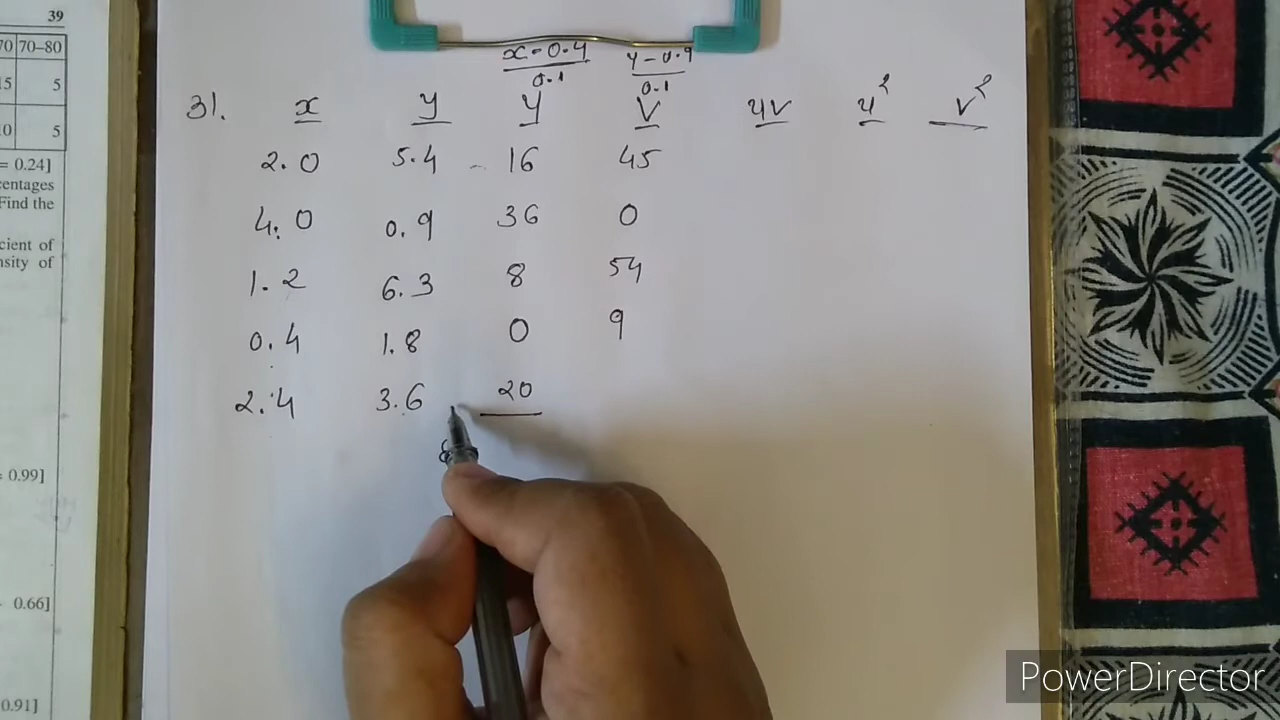 39
70 70–80
15 5
10 5
= 0.24]
centages
Find the
cient of
nsity of
= 0.99]
0.66]
0.91]
x-0.4 y-0.9
0.1 0.1
31. x y u v uv u² v²
2.0 5.4 16 45
4.0 0.9 36 0
1.2 6.3 8 54
0.4 1.8 0 9
2.4 3.6 20
PowerDirector